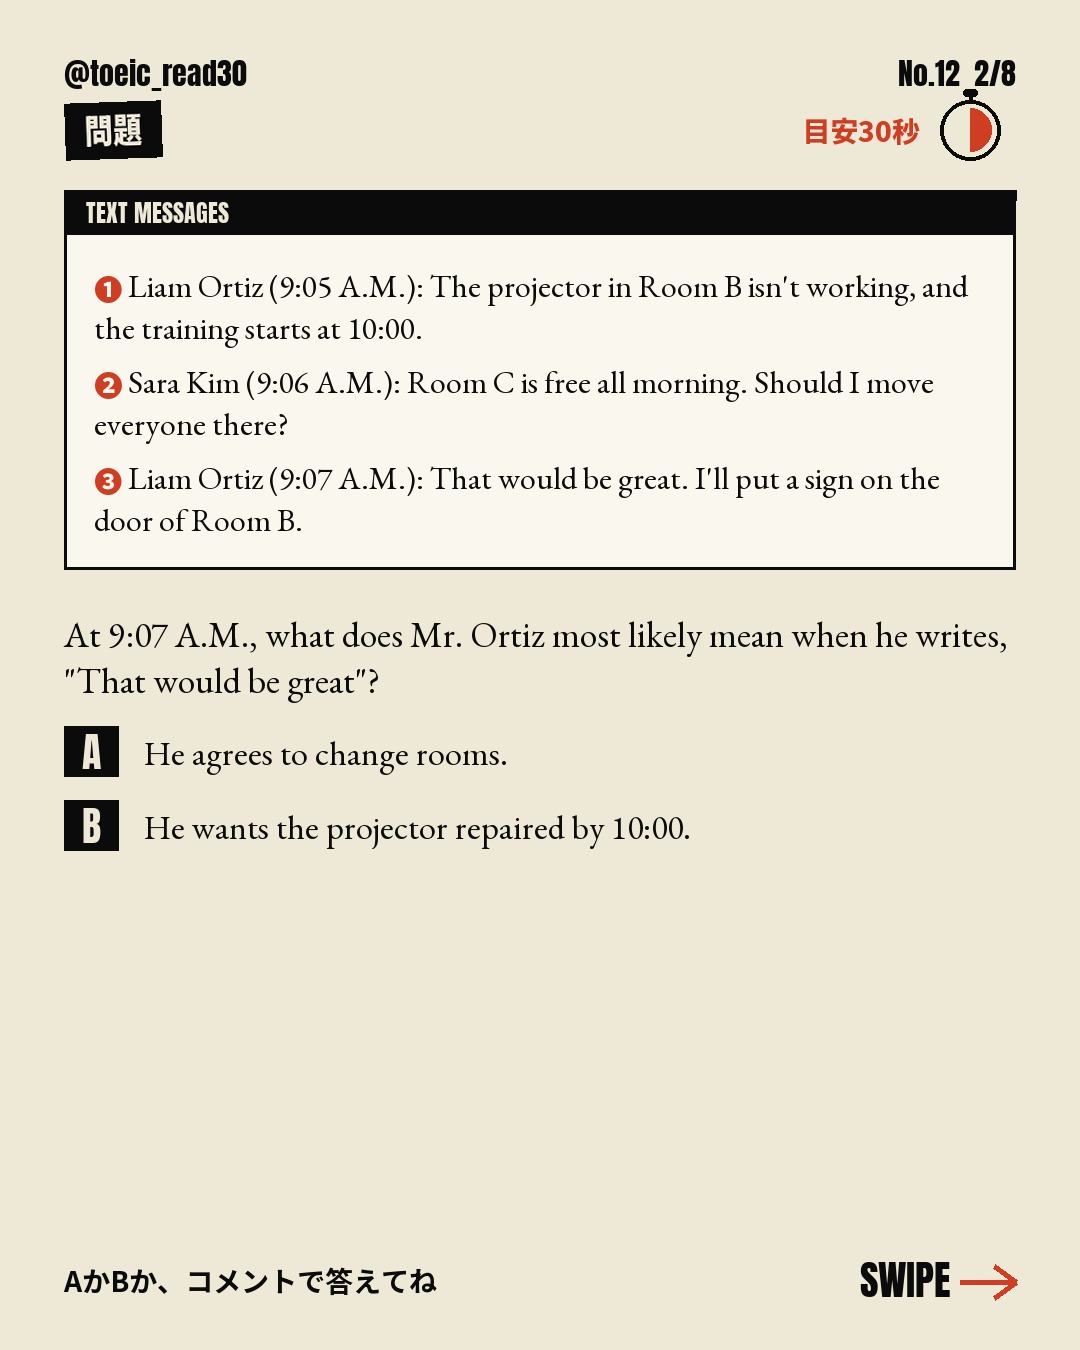 @toeic_read30
No.12 2/8
問題
目安30秒
TEXT MESSAGES
❶ Liam Ortiz (9:05 A.M.): The projector in Room B isn't working, and
the training starts at 10:00.
❷ Sara Kim (9:06 A.M.): Room C is free all morning. Should I move
everyone there?
❸ Liam Ortiz (9:07 A.M.): That would be great. I'll put a sign on the
door of Room B.
At 9:07 A.M., what does Mr. Ortiz most likely mean when he writes,
"That would be great"?
A He agrees to change rooms.
B He wants the projector repaired by 10:00.
AかBか、コメントで答えてね
SWIPE